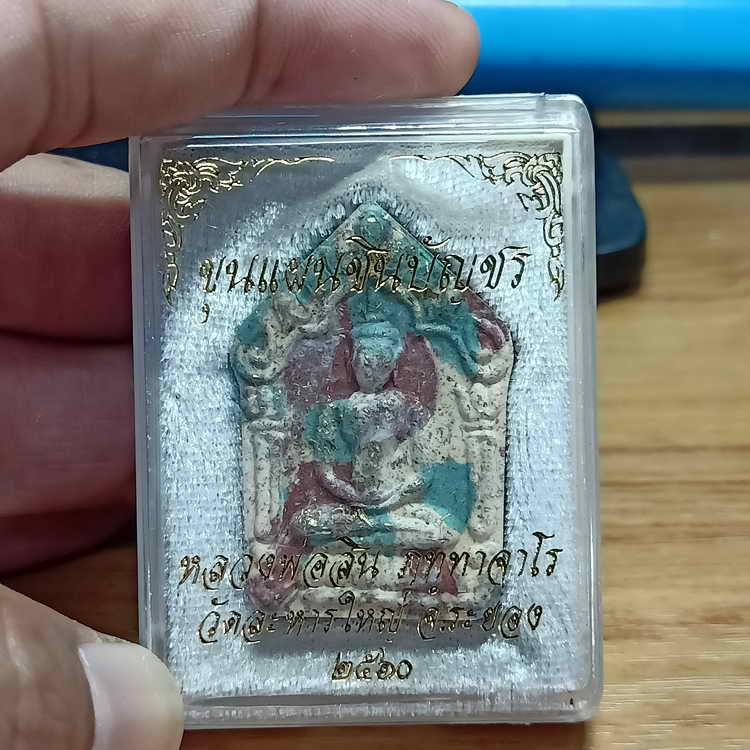 ขุนแผนชินบัญชร
หลวงพ่อสิน ภททาจาโร
วัดละหารใหญ่ จ.ระยอง
๒๕๖๐